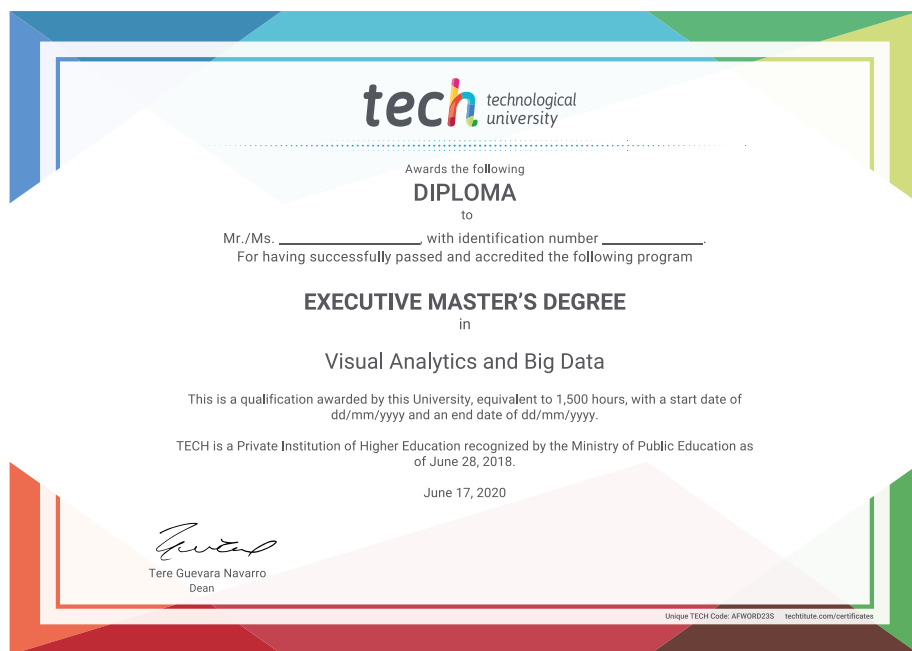 tech technological
university
Awards the following
DIPLOMA
to
Mr./Ms. ____________________, with identification number ______________.
For having successfully passed and accredited the following program
EXECUTIVE MASTER'S DEGREE
in
Visual Analytics and Big Data
This is a qualification awarded by this University, equivalent to 1,500 hours, with a start date of
dd/mm/yyyy and an end date of dd/mm/yyyy.
TECH is a Private Institution of Higher Education recognized by the Ministry of Public Education as
of June 28, 2018.
June 17, 2020
Tere Guevara Navarro
Dean
Unique TECH Code: AFWORD23S techtitute.com/certificates